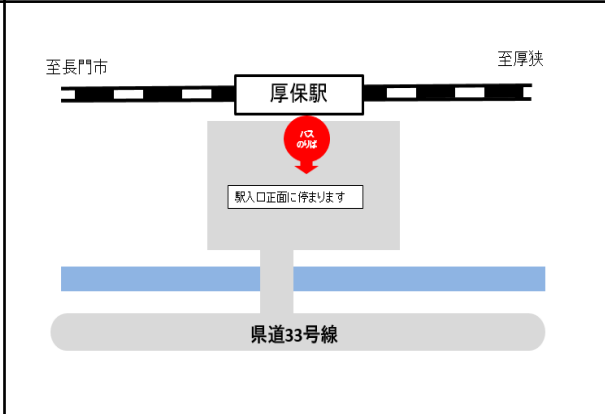 至長門市
至厚狭
厚保駅
バス
のりば
駅入口正面に停まります
県道33号線